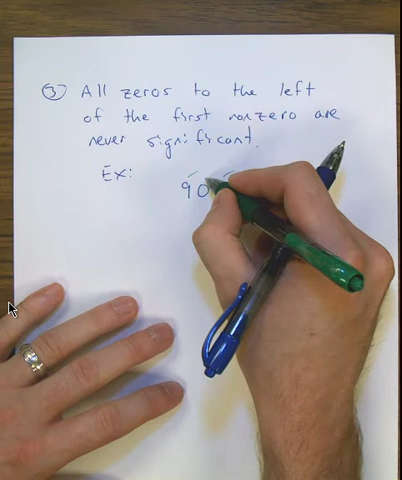 ③ All zeros to the left
of the first nonzero are
never significant.
Ex:
90